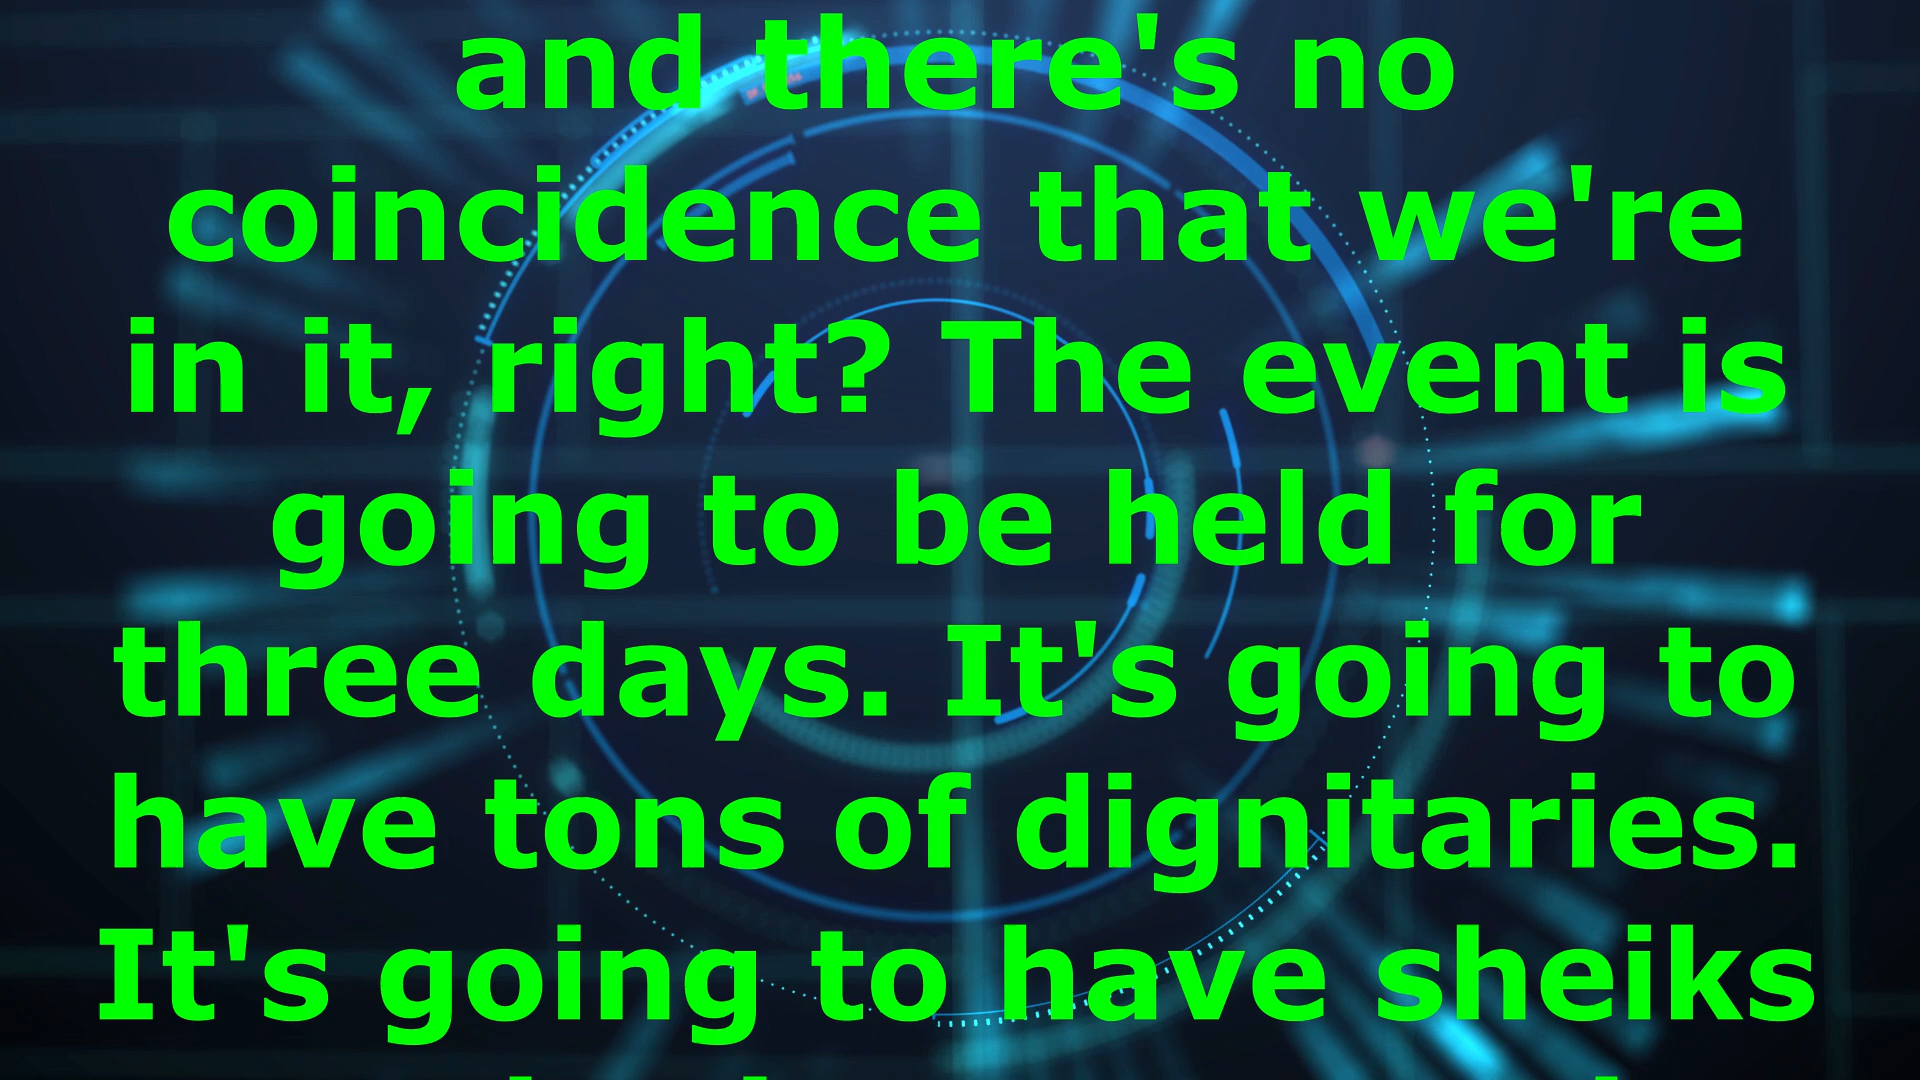 and there's no
coincidence that we're
in it, right? The event is
going to be held for
three days. It's going to
have tons of dignitaries.
It's going to have sheiks